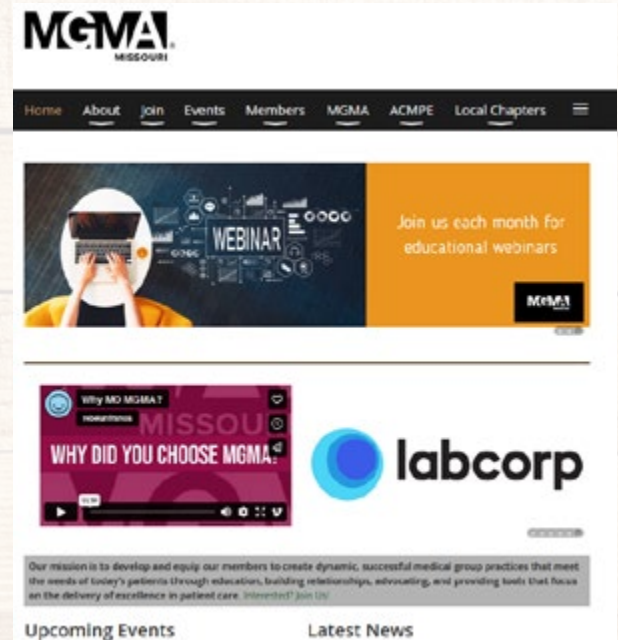 MGMA
MISSOURI
Home About Join Events Members MGMA ACMPE Local Chapters
WEBINAR
Join us each month for
educational webinars
MGMA
Why MO MGMA?
MISSOU
WHY DID YOU CHOOSE MGMA?
labcorp
Our mission is to develop and equip our members to create dynamic, successful medical group practices that meet
the needs of today's patients through education, building relationships, advocating, and providing tools that focus
on the delivery of excellence in patient care. Interested? Join Us!
Upcoming Events
Latest News